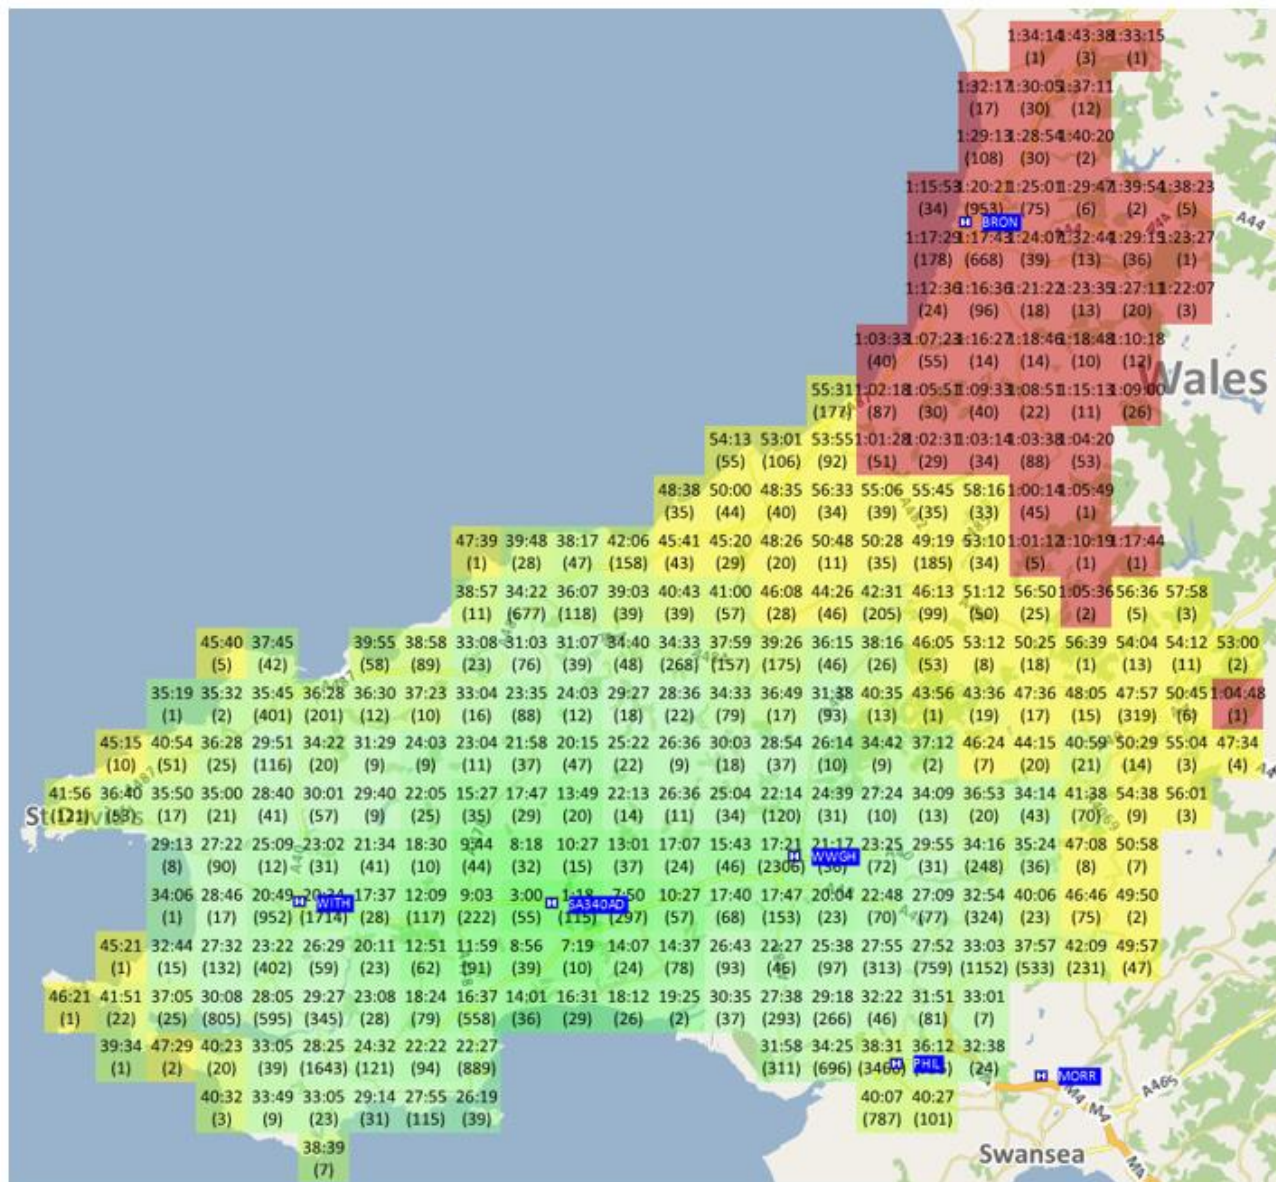 1:34:14 1:43:38 1:33:15
(1) (3) (1)
1:32:17 1:30:05 1:37:11
(17) (30) (12)
1:29:13 1:28:54 1:40:20
(108) (30) (2)
1:15:53 1:20:21 1:25:01 1:29:47 1:39:54 1:38:23
(34) (953) (75) (6) (2) (5)
BRON A44 A44 A44
1:17:29 1:17:43 1:24:07 1:32:44 1:29:15 1:23:27
(178) (668) (39) (13) (36) (1)
1:12:36 1:16:36 1:21:22 1:23:35 1:27:11 1:22:07
(24) (96) (18) (13) (20) (3)
1:03:33 1:07:23 1:16:27 1:18:46 1:18:48 1:10:18
(40) (55) (14) (14) (10) (12)
Wales
55:31 1:02:18 1:05:51 1:09:33 1:08:51 1:15:13 1:09:00
(177) (87) (30) (40) (22) (11) (26)
54:13 53:01 53:55 1:01:28 1:02:31 1:03:14 1:03:38 1:04:20
(55) (106) (92) (51) (29) (34) (88) (53)
48:38 50:00 48:35 56:33 55:06 55:45 58:16 1:00:14 1:05:49
(35) (44) (40) (34) (39) (35) (33) (45) (1)
47:39 39:48 38:17 42:06 45:41 45:20 48:26 50:48 50:28 49:19 53:10 1:01:12 1:10:19 1:17:44
(1) (28) (47) (158) (43) (29) (20) (11) (35) (185) (34) (5) (1) (1)
38:57 34:22 36:07 39:03 40:43 41:00 46:08 44:26 42:31 46:13 51:12 56:50 1:05:36 56:36 57:58
(11) (677) (118) (39) (39) (57) (28) (46) (205) (99) (50) (25) (2) (5) (3)
45:40 37:45 39:55 38:58 33:08 31:03 31:07 34:40 34:33 37:59 39:26 36:15 38:16 46:05 53:12 50:25 56:39 54:04 54:12 53:00
(5) (42) (58) (89) (23) (76) (39) (48) (268) (157) (175) (46) (26) (53) (8) (18) (1) (13) (11) (2)
35:19 35:32 35:45 36:28 36:30 37:23 33:04 23:35 24:03 29:27 28:36 34:33 36:49 31:38 40:35 43:56 43:36 47:36 48:05 47:57 50:45 1:04:48
(1) (2) (401) (201) (12) (10) (16) (88) (12) (18) (22) (79) (17) (93) (13) (1) (19) (17) (15) (319) (6) (1)
45:15 40:54 36:28 29:51 34:22 31:29 24:03 23:04 21:58 20:15 25:22 26:36 30:03 28:54 26:14 34:42 37:12 46:24 44:15 40:59 50:29 55:04 47:34
(10) (51) (25) (116) (20) (9) (9) (11) (37) (47) (22) (9) (18) (37) (10) (9) (2) (7) (20) (21) (14) (3) (4)
41:56 36:40 35:50 35:00 28:40 30:01 29:40 22:05 15:27 17:47 13:49 22:13 26:36 25:04 22:14 24:39 27:24 34:09 36:53 34:14 41:38 54:38 56:01
(121) (53) (17) (21) (41) (57) (9) (25) (35) (29) (20) (14) (11) (34) (120) (31) (10) (13) (20) (43) (70) (9) (3)
29:13 27:22 25:09 23:02 21:34 18:30 9:44 8:18 10:27 13:01 17:07 15:43 17:21 21:17 23:25 29:55 34:16 35:24 47:08 50:58
WWGH
(8) (90) (12) (31) (41) (10) (44) (32) (15) (37) (24) (46) (2306) (72) (31) (248) (36) (8) (7)
34:06 28:46 20:49 17:37 12:09 9:03 3:00 1:18 7:50 10:27 17:40 17:47 20:04 22:48 27:09 32:54 40:06 46:46 49:50
WITH SA340AD
(1) (17) (952) (1714) (28) (117) (222) (55) (115) (297) (57) (68) (153) (23) (70) (77) (324) (23) (75) (2)
45:21 32:44 27:32 23:22 26:29 20:11 12:51 11:59 8:56 7:19 14:07 14:37 26:43 22:27 25:38 27:55 27:52 33:03 37:57 42:09 49:57
(1) (15) (132) (402) (59) (23) (62) (91) (39) (10) (24) (78) (93) (46) (97) (313) (759) (1152) (533) (231) (47)
46:21 41:51 37:05 30:08 28:05 29:27 23:08 18:24 16:37 14:01 16:31 18:12 19:25 30:35 27:38 29:18 32:22 31:51 33:01
(1) (22) (25) (805) (595) (345) (28) (79) (558) (36) (29) (26) (2) (37) (293) (266) (46) (81) (7)
39:34 47:29 40:23 33:05 28:25 24:32 22:22 22:27 31:58 34:25 38:31 36:12 32:38
(1) (2) (20) (39) (1643) (121) (94) (889) (311) (696) (24)
PHIL MORR
A465
M4 M4
40:32 33:49 33:05 29:14 27:55 26:19 40:07 40:27
(3) (9) (23) (31) (115) (39) (787) (101)
38:39
(7)
Swansea
M4